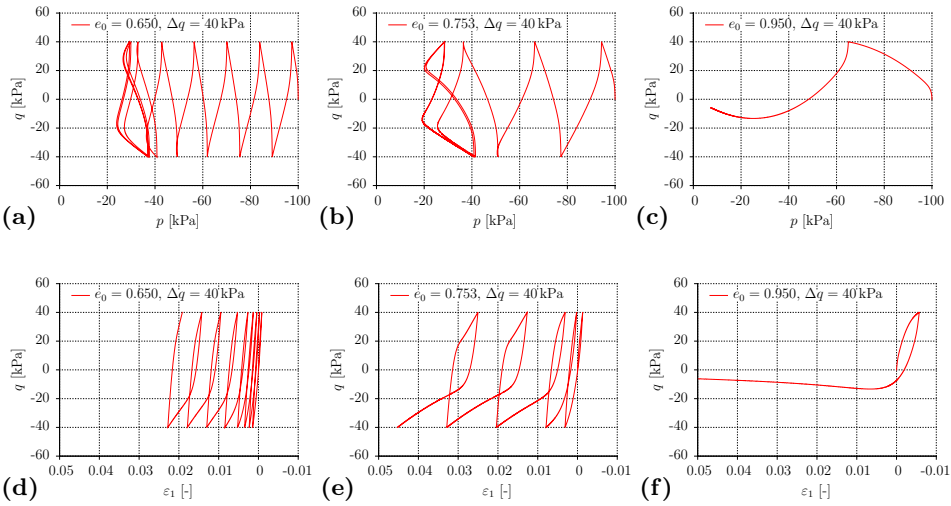 e₀ = 0.650, Δq = 40 kPa
60
40
20
0
-20
-40
-60
q [kPa]
0 -20 -40 -60 -80 -100
p [kPa]
(a)
e₀ = 0.753, Δq = 40 kPa
60
40
20
0
-20
-40
-60
q [kPa]
0 -20 -40 -60 -80 -100
p [kPa]
(b)
e₀ = 0.950, Δq = 40 kPa
60
40
20
0
-20
-40
-60
q [kPa]
0 -20 -40 -60 -80 -100
p [kPa]
(c)
e₀ = 0.650, Δq = 40 kPa
60
40
20
0
-20
-40
-60
q [kPa]
0.05 0.04 0.03 0.02 0.01 0 -0.01
ε₁ [-]
(d)
e₀ = 0.753, Δq = 40 kPa
60
40
20
0
-20
-40
-60
q [kPa]
0.05 0.04 0.03 0.02 0.01 0 -0.01
ε₁ [-]
(e)
e₀ = 0.950, Δq = 40 kPa
60
40
20
0
-20
-40
-60
q [kPa]
0.05 0.04 0.03 0.02 0.01 0 -0.01
ε₁ [-]
(f)